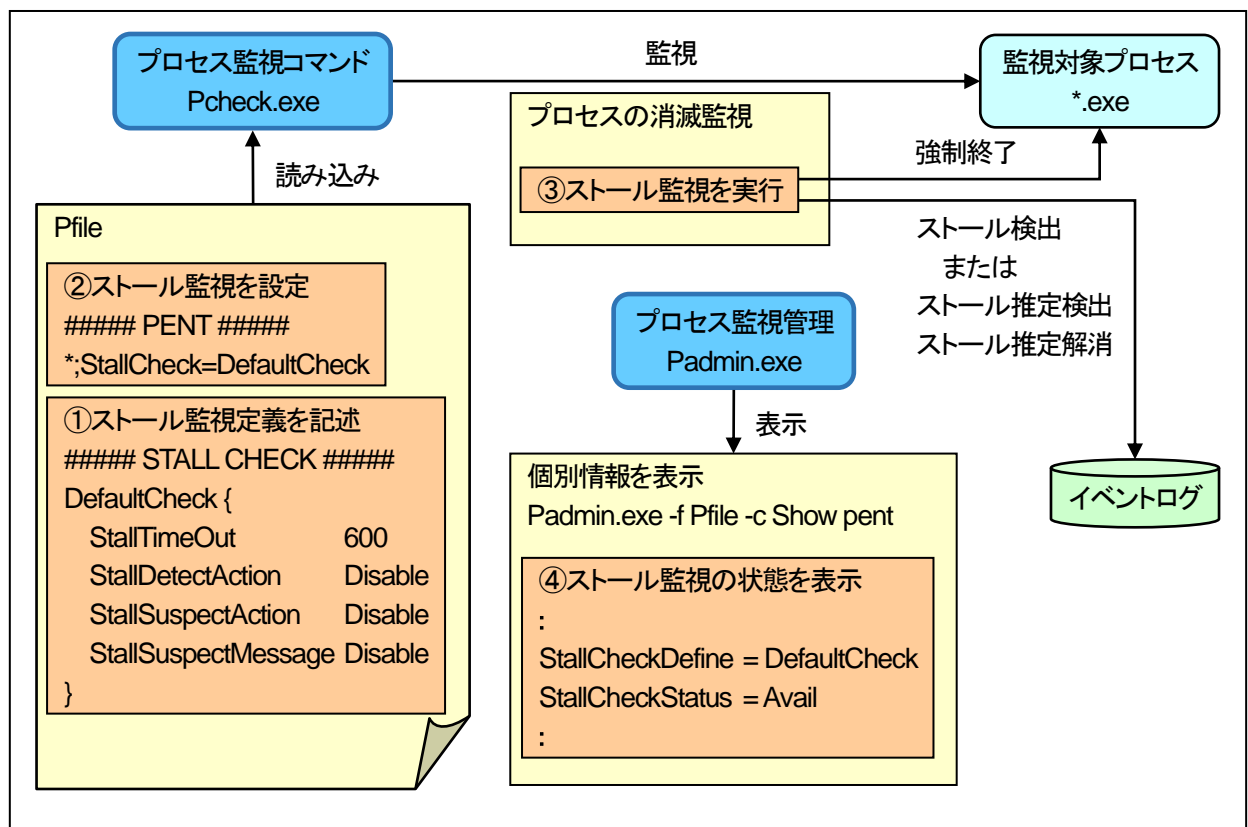 プロセス監視コマンド
Pcheck.exe
監視
監視対象プロセス
*.exe
プロセスの消滅監視
③ストール監視を実行
強制終了
読み込み
ストール検出
または
ストール推定検出
ストール推定解消
Pfile
②ストール監視を設定
##### PENT #####
*;StallCheck=DefaultCheck
①ストール監視定義を記述
##### STALL CHECK #####
DefaultCheck {
StallTimeOut 600
StallDetectAction Disable
StallSuspectAction Disable
StallSuspectMessage Disable
}
プロセス監視管理
Padmin.exe
表示
個別情報を表示
Padmin.exe -f Pfile -c Show pent
④ストール監視の状態を表示
:
StallCheckDefine = DefaultCheck
StallCheckStatus = Avail
:
イベントログ